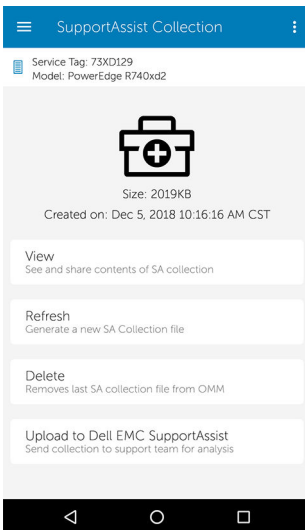 SupportAssist Collection
Service Tag: 73XD129
Model: PowerEdge R740xd2
Size: 2019KB
Created on: Dec 5, 2018 10:16:16 AM CST
View
See and share contents of SA collection
Refresh
Generate a new SA Collection file
Delete
Removes last SA collection file from OMM
Upload to Dell EMC SupportAssist
Send collection to support team for analysis